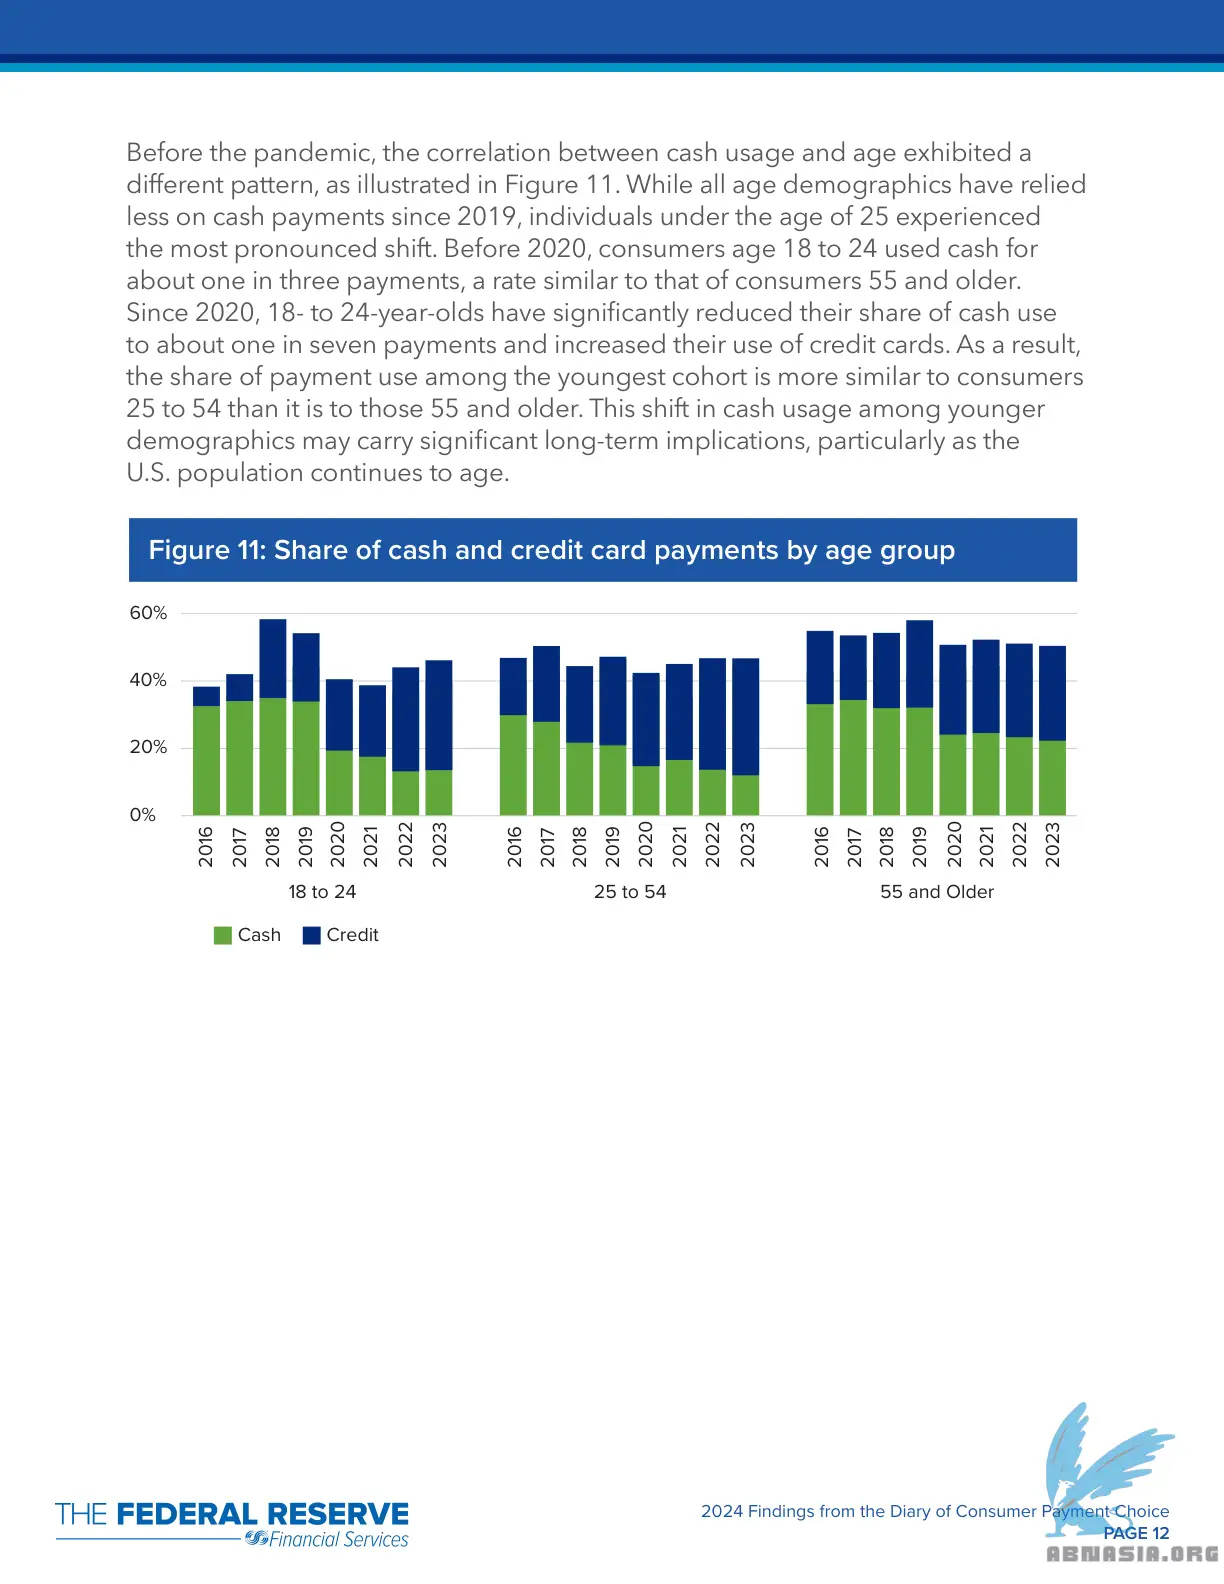 Before the pandemic, the correlation between cash usage and age exhibited a
different pattern, as illustrated in Figure 11. While all age demographics have relied
less on cash payments since 2019, individuals under the age of 25 experienced
the most pronounced shift. Before 2020, consumers age 18 to 24 used cash for
about one in three payments, a rate similar to that of consumers 55 and older.
Since 2020, 18- to 24-year-olds have significantly reduced their share of cash use
to about one in seven payments and increased their use of credit cards. As a result,
the share of payment use among the youngest cohort is more similar to consumers
25 to 54 than it is to those 55 and older. This shift in cash usage among younger
demographics may carry significant long-term implications, particularly as the
U.S. population continues to age.
Figure 11: Share of cash and credit card payments by age group
60%
40%
20%
0%
2016 2017 2018 2019 2020 2021 2022 2023 2016 2017 2018 2019 2020 2021 2022 2023 2016 2017 2018 2019 2020 2021 2022 2023
18 to 24 25 to 54 55 and Older
Cash Credit
THE FEDERAL RESERVE
Financial Services
2024 Findings from the Diary of Consumer Payment Choice
PAGE 12
ABNASIA.ORG